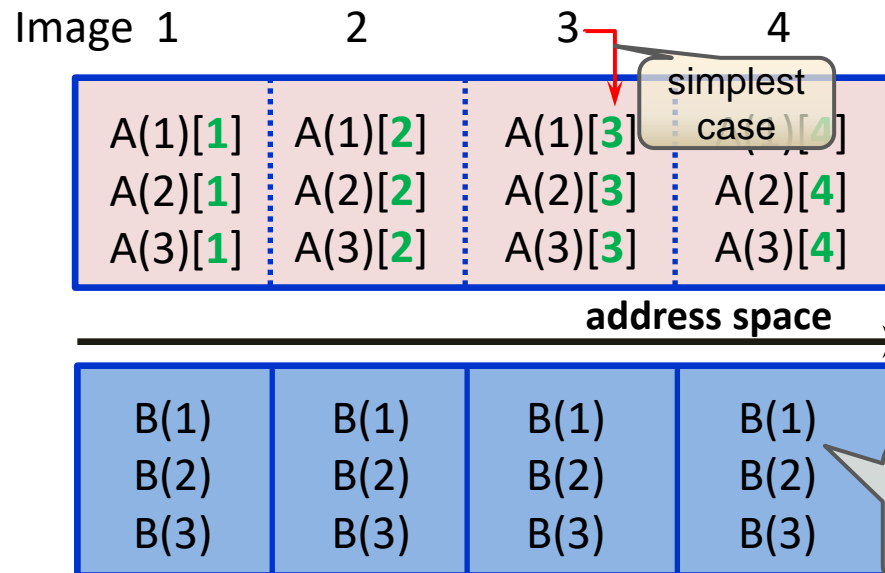 Image 1 2 3 4
simplest
case
A(1)[1] A(1)[2] A(1)[3] A(1)[4]
A(2)[1] A(2)[2] A(2)[3] A(2)[4]
A(3)[1] A(3)[2] A(3)[3] A(3)[4]
address space
B(1) B(1) B(1) B(1)
B(2) B(2) B(2) B(2)
B(3) B(3) B(3) B(3)